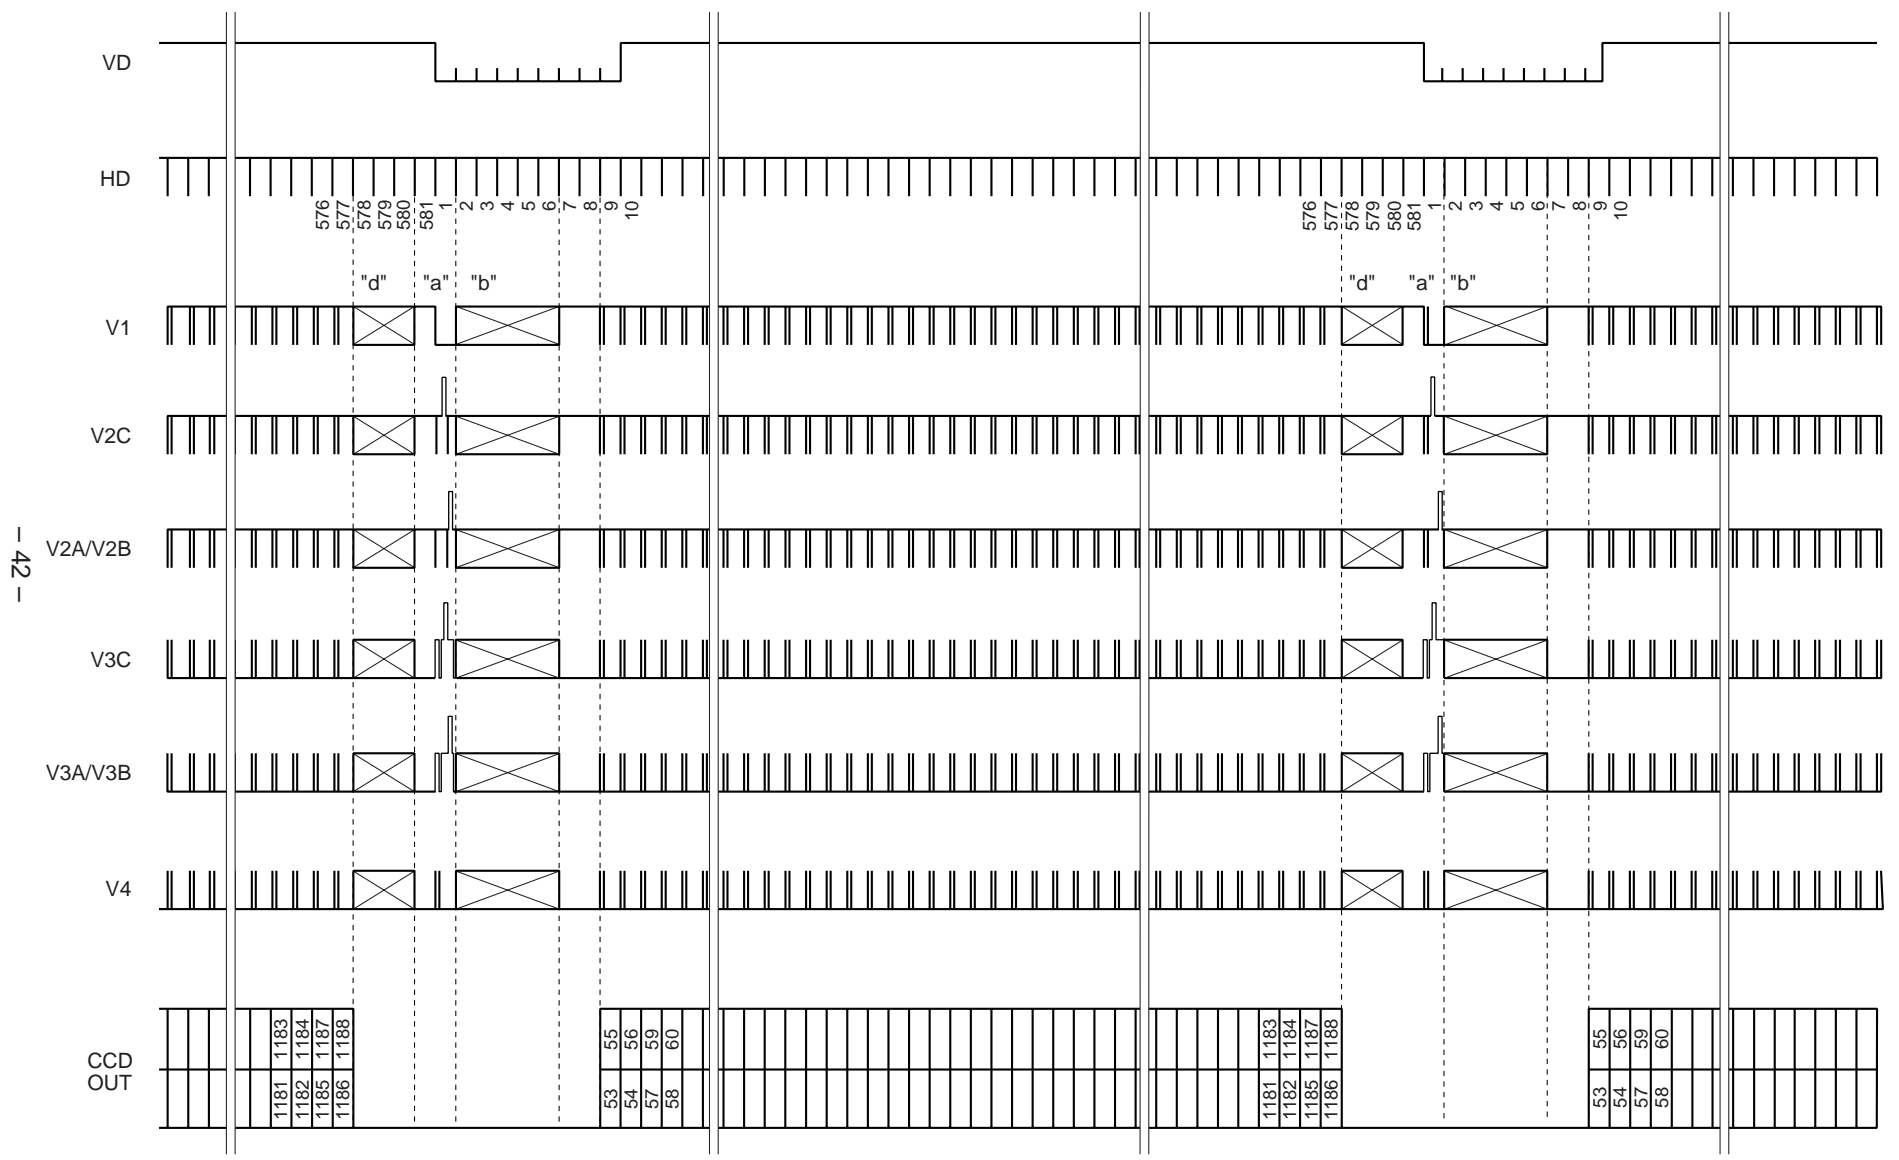 VD
HD
576 577 578 579 580 581 1 2 3 4 5 6 7 8 9 10
576 577 578 579 580 581 1 2 3 4 5 6 7 8 9 10
"d" "a" "b"
"d" "a" "b"
V1
V2C
V2A/V2B
V3C
V3A/V3B
V4
CCD
OUT
1183 1184 1187 1188
1181 1182 1185 1186
55 56 59 60
53 54 57 58
1183 1184 1187 1188
1181 1182 1185 1186
55 56 59 60
53 54 57 58
– 42 –